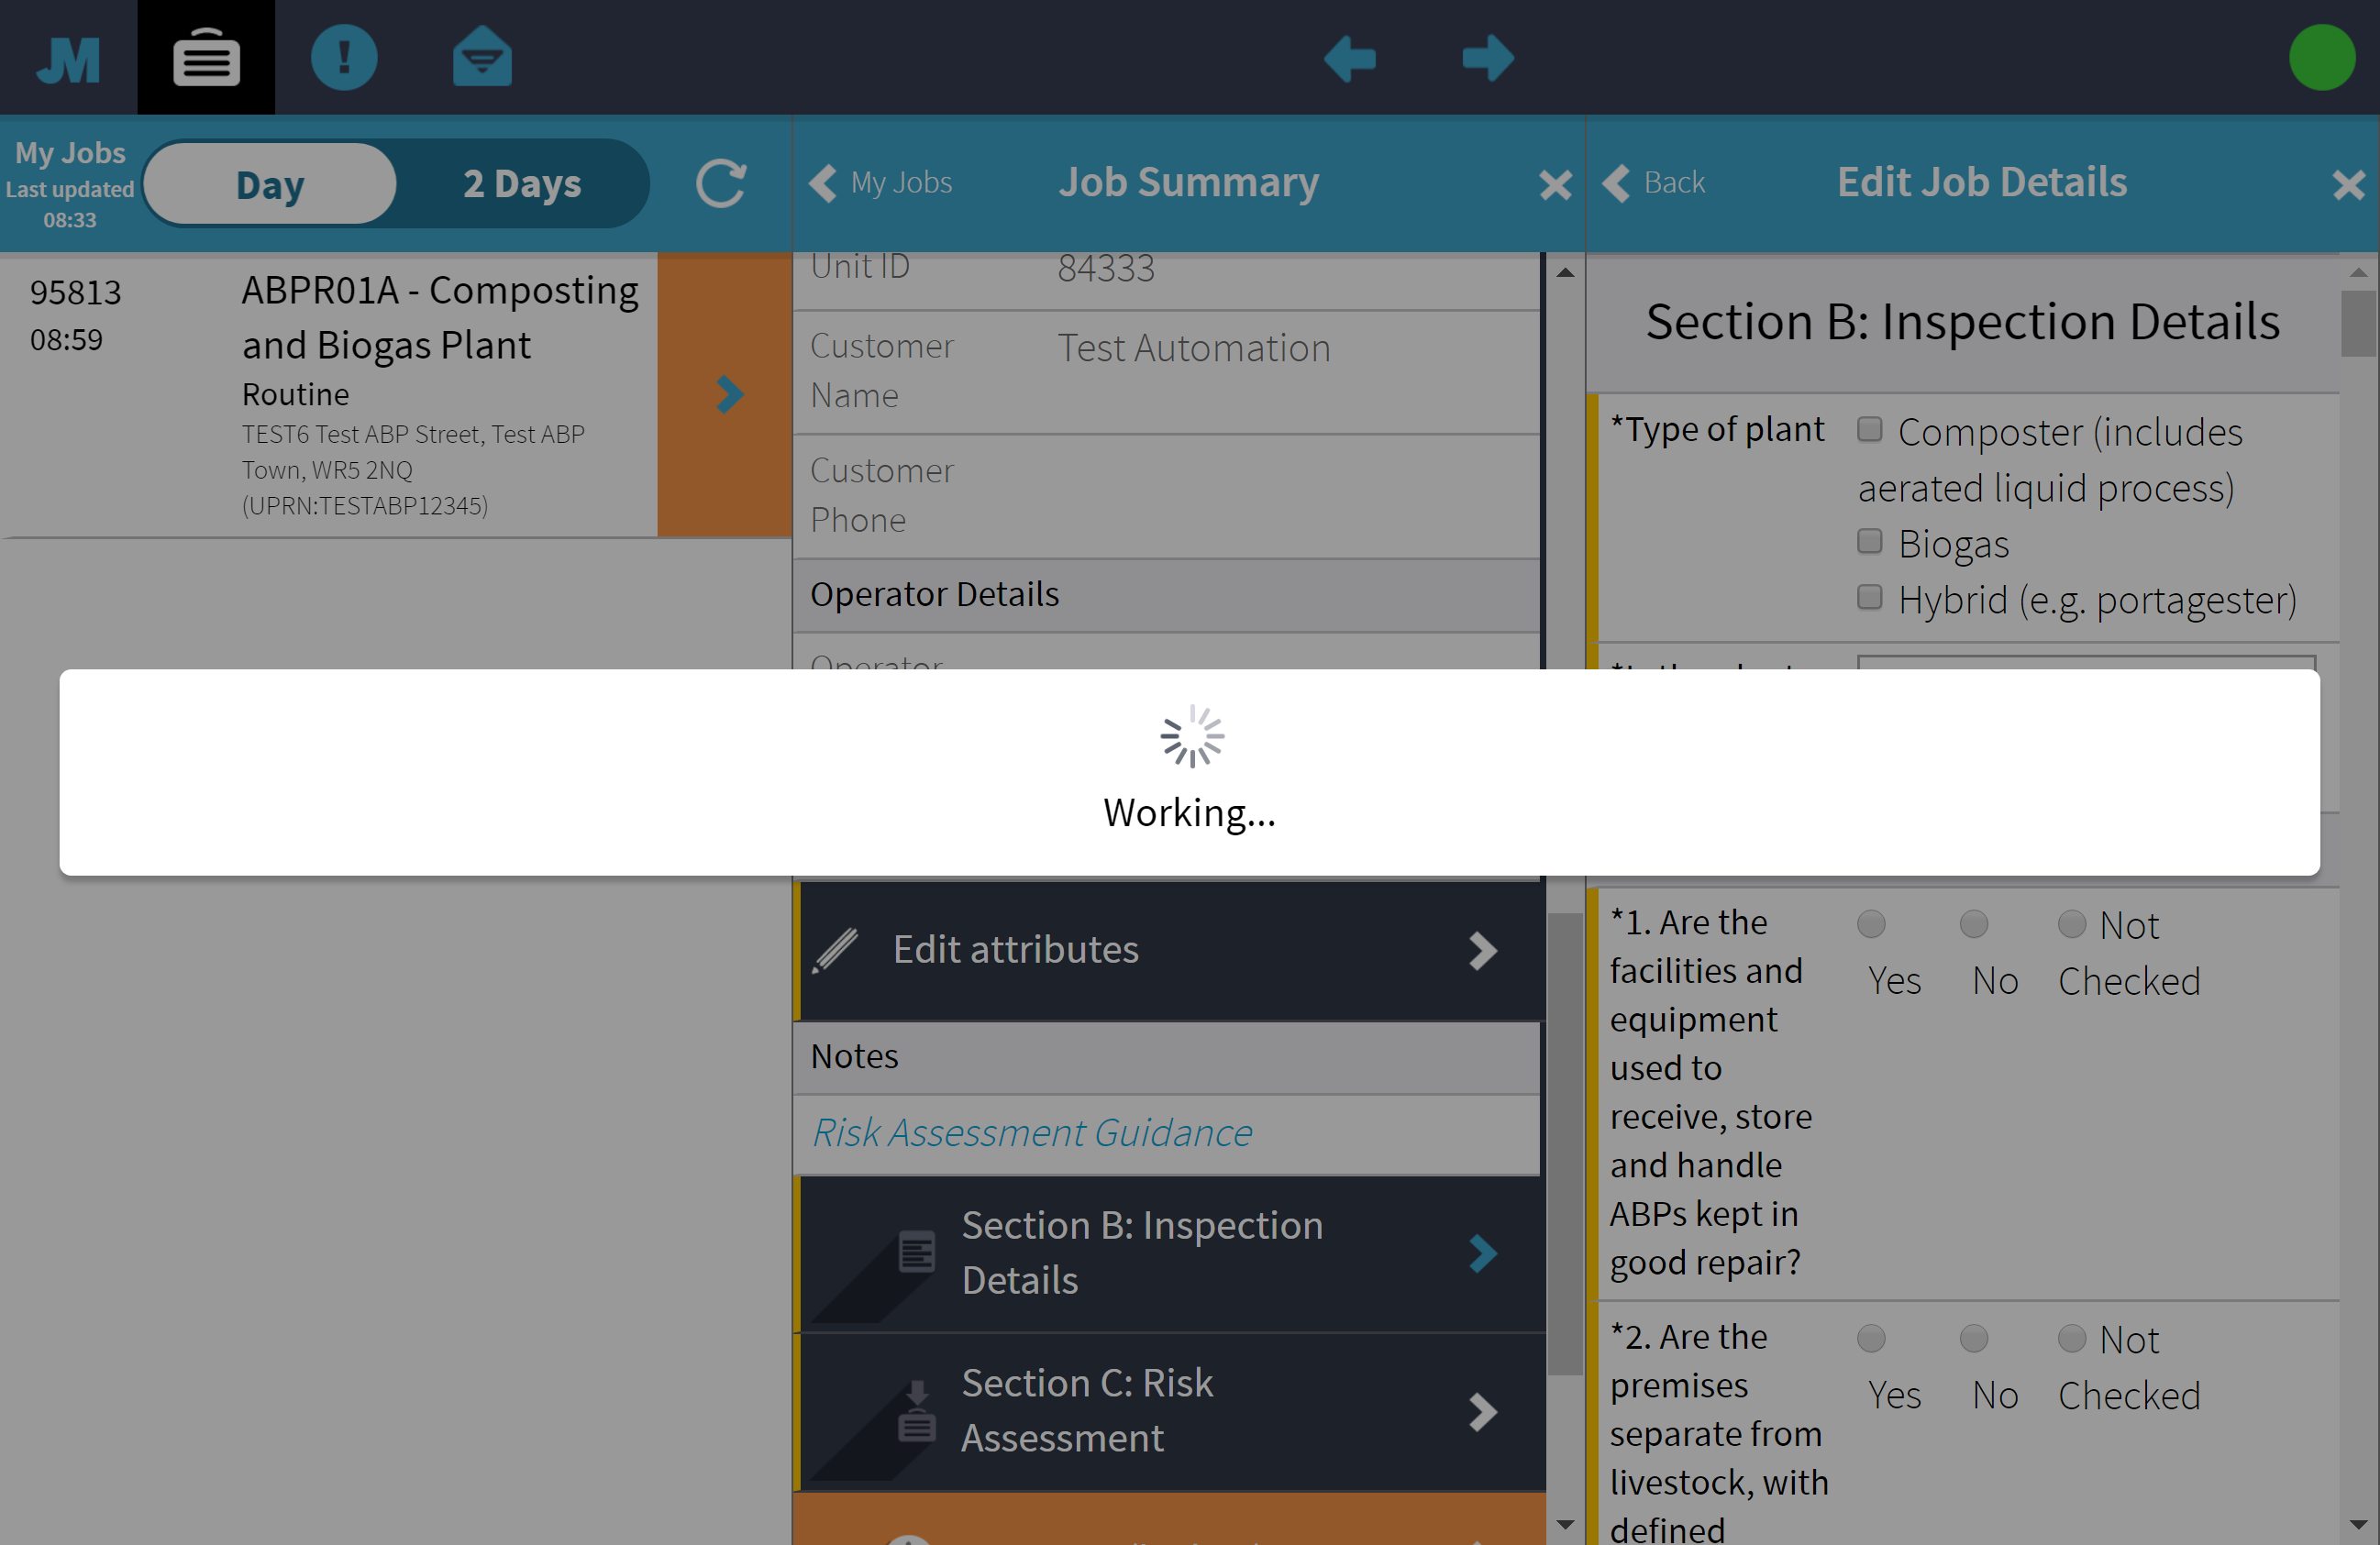 JM
My Jobs
Last updated
08:33
Day
2 Days
My Jobs
Job Summary
Back
Edit Job Details
95813
08:59
ABPR01A - Composting
and Biogas Plant
Routine
TEST6 Test ABP Street, Test ABP
Town, WR5 2NQ
(UPRN:TESTABP12345)
Unit ID
84333
Customer
Name
Test Automation
Customer
Phone
Operator Details
Operator
Working...
Edit attributes
Notes
Risk Assessment Guidance
Section B: Inspection
Details
Section C: Risk
Assessment
Section B: Inspection Details
*Type of plant
Composter (includes
aerated liquid process)
Biogas
Hybrid (e.g. portagester)
*1. Are the
facilities and
equipment
used to
receive, store
and handle
ABPs kept in
good repair?
Yes
No
Not
Checked
*2. Are the
premises
separate from
livestock, with
defined
Yes
No
Not
Checked